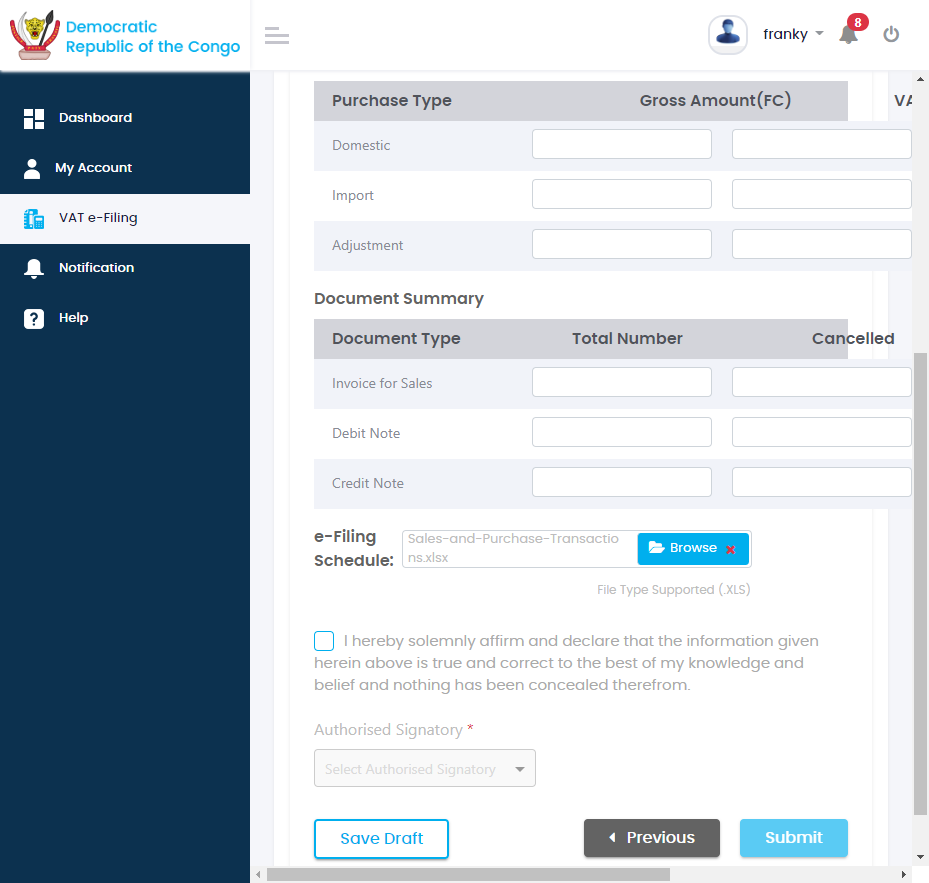 Democratic
Republic of the Congo
franky
8
Dashboard
My Account
VAT e-Filing
Notification
Help
Purchase Type Gross Amount(FC) VA
Domestic
Import
Adjustment
Document Summary
Document Type Total Number Cancelled
Invoice for Sales
Debit Note
Credit Note
e-Filing
Schedule:
Sales-and-Purchase-Transactio
ns.xlsx
Browse
File Type Supported (.XLS)
I hereby solemnly affirm and declare that the information given
herein above is true and correct to the best of my knowledge and
belief and nothing has been concealed therefrom.
Authorised Signatory *
Select Authorised Signatory
Save Draft Previous Submit